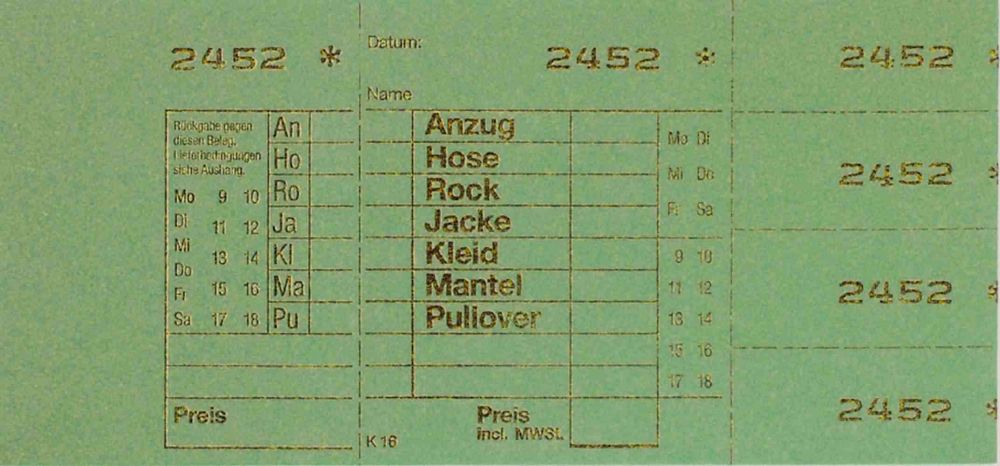 2452 *
Rückgabe gegen
diesen Beleg.
Lieferbedingungen
siehe Aushang.
Mo 9 10
Di 11 12
Mi 13 14
Do
Fr 15 16
Sa 17 18
An
Ho
Ro
Ja
Kl
Ma
Pu
Preis
Datum:
2452 *
Name
Anzug
Hose
Rock
Jacke
Kleid
Mantel
Pullover
Mo Di
Mi Do
Fr Sa
9 10
11 12
13 14
15 16
17 18
Preis
incl. MWSt.
K 16
2452 *
2452 *
2452 *
2452 *